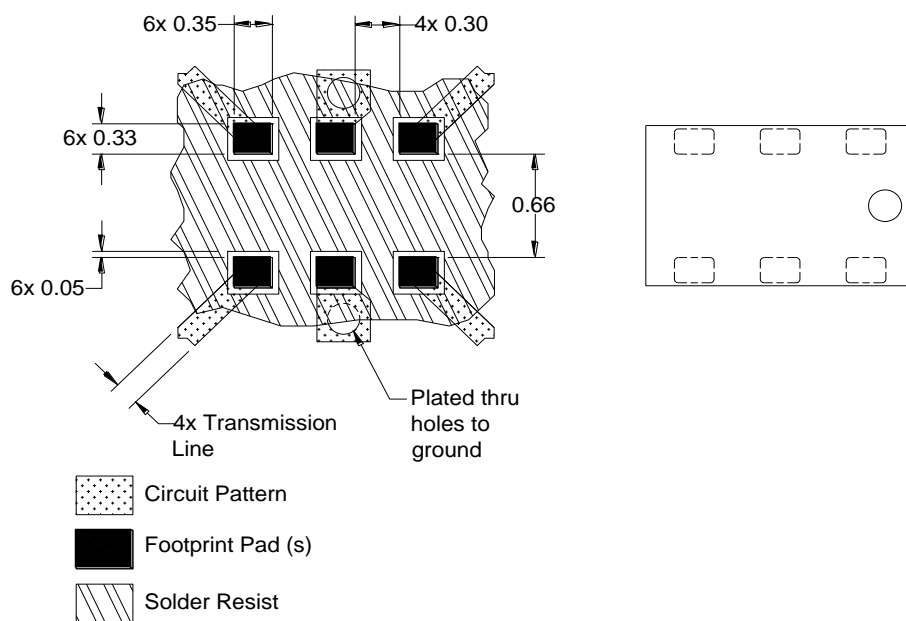 6x 0.35
4x 0.30
6x 0.33
0.66
6x 0.05
4x Transmission
Line
Plated thru
holes to
ground
Circuit Pattern
Footprint Pad (s)
Solder Resist